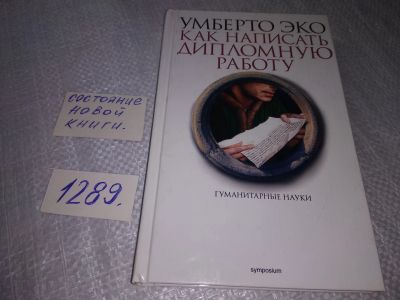 УМБЕРТО ЭКО
КАК НАПИСАТЬ
ДИПЛОМНУЮ
РАБОТУ
ГУМАНИТАРНЫЕ НАУКИ
symposium
состояние
новой
книги.
1289.